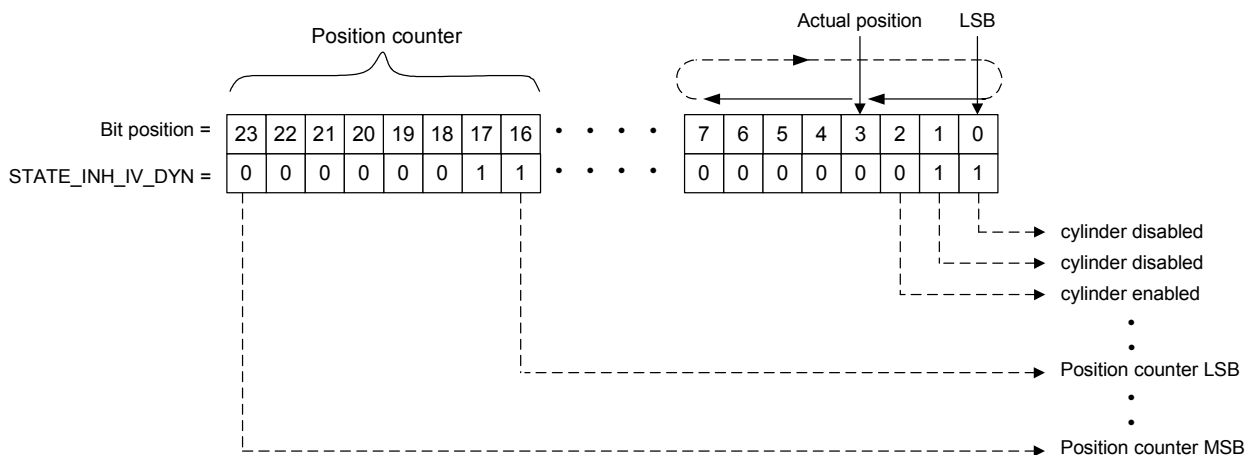 Actual position LSB
Position counter
Bit position = 23 22 21 20 19 18 17 16 • • • • 7 6 5 4 3 2 1 0
STATE_INH_IV_DYN = 0 0 0 0 0 0 1 1 • • • • 0 0 0 0 0 0 1 1
cylinder disabled
cylinder disabled
cylinder enabled
•
•
Position counter LSB
•
•
Position counter MSB